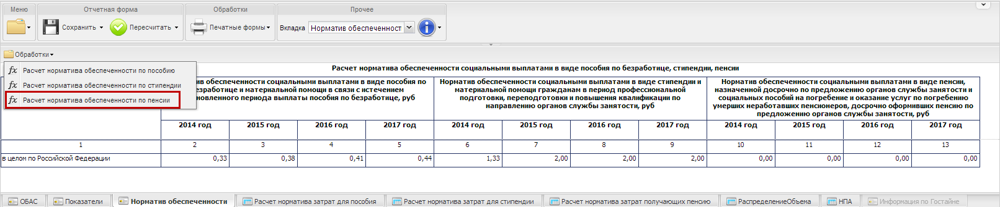 Меню
Отчетная форма
Обработки
Прочее
Сохранить
Пересчитать
Печатные формы
Вкладка
Норматив обеспеченност
Обработки
Расчет норматива обеспеченности по пособию
Расчет норматива обеспеченности по стипендии
Расчет норматива обеспеченности по пенсии
Расчет норматива обеспеченности социальными выплатами в виде пособия по безработице, стипендии, пенсии
ив обеспеченности социальными выплатами в виде пособия по
езработице и материальной помощи в связи с истечением
новленного периода выплаты пособия по безработице, руб
Норматив обеспеченности социальными выплатами в виде стипендии и
материальной помощи гражданам в период профессиональной
подготовки, переподготовки и повышения квалификации по
направлению органов службы занятости, руб
Норматив обеспеченности социальными выплатами в виде пенсии,
назначенной досрочно по предложению органов службы занятости и
социальных пособий на погребение и оказание услуг по погребению
умерших неработавших пенсионеров, досрочно оформивших пенсию по
предложению органов службы занятости, руб
2014 год 2015 год 2016 год 2017 год 2014 год 2015 год 2016 год 2017 год 2014 год 2015 год 2016 год 2017 год
1 2 3 4 5 6 7 8 9 10 11 12 13
в целом по Российской Федерации 0,33 0,38 0,41 0,44 1,33 2,00 2,00 2,00 0,00 0,00 0,00 0,00
ОБАС
Показатели
Норматив обеспеченности
Расчет норматива затрат для пособия
Расчет норматива затрат для стипендии
Расчет норматива затрат получающих пенсию
РаспределениеОбъема
НПА
Информация по Гостайне